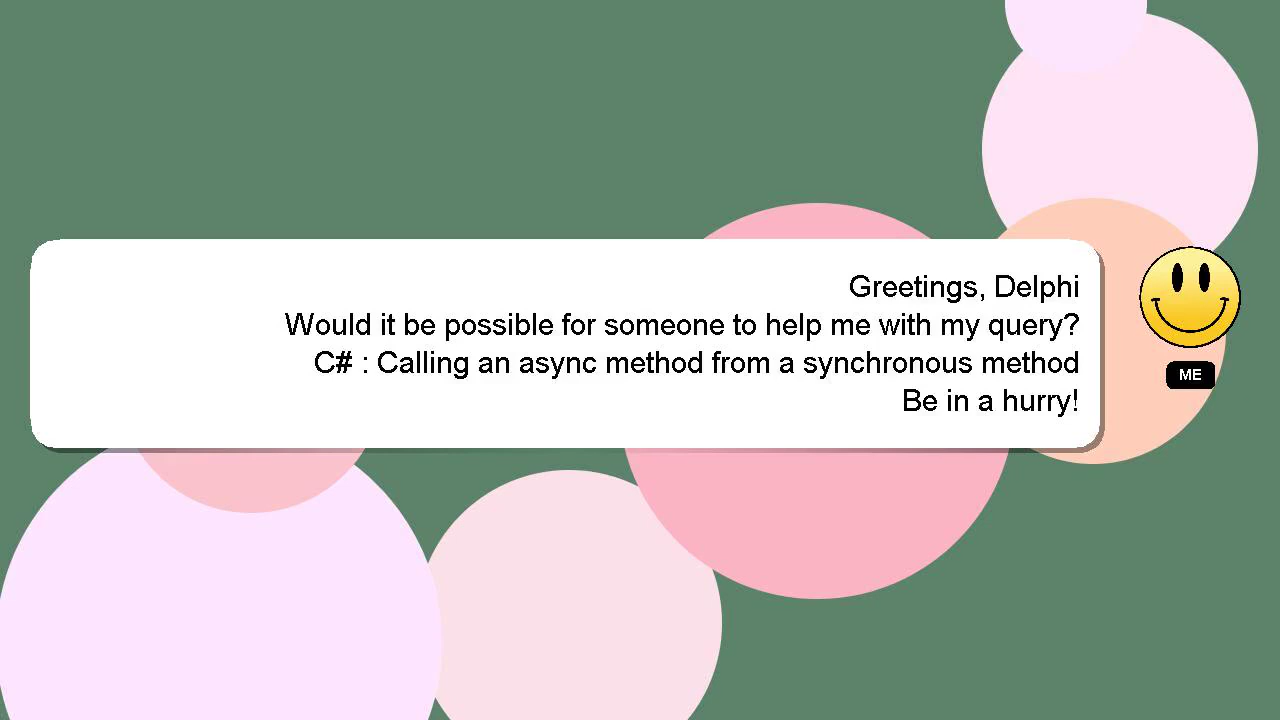 Greetings, Delphi
Would it be possible for someone to help me with my query?
C# : Calling an async method from a synchronous method
Be in a hurry!
ME